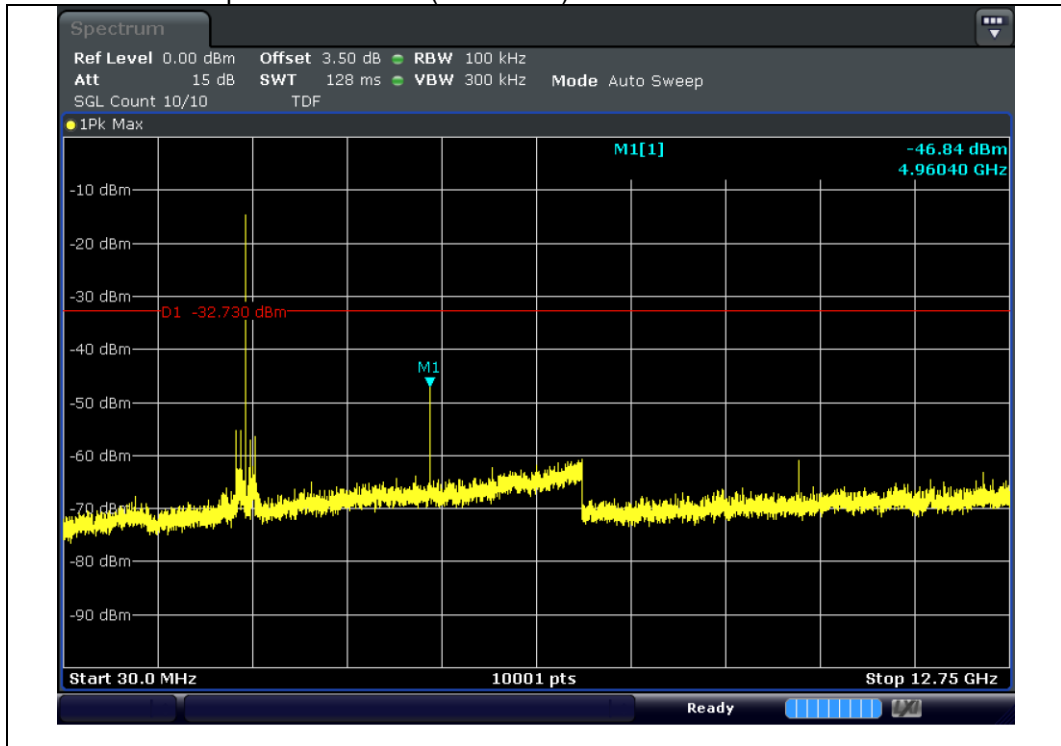 Spectrum
Ref Level 0.00 dBm Offset 3.50 dB RBW 100 kHz
Att 15 dB SWT 128 ms VBW 300 kHz Mode Auto Sweep
SGL Count 10/10 TDF
1Pk Max
M1[1] -46.84 dBm
4.96040 GHz
-10 dBm
-20 dBm
-30 dBm
D1 -32.730 dBm
-40 dBm
M1
-50 dBm
-60 dBm
-70 dBm
-80 dBm
-90 dBm
Start 30.0 MHz 10001 pts Stop 12.75 GHz
Ready LXI